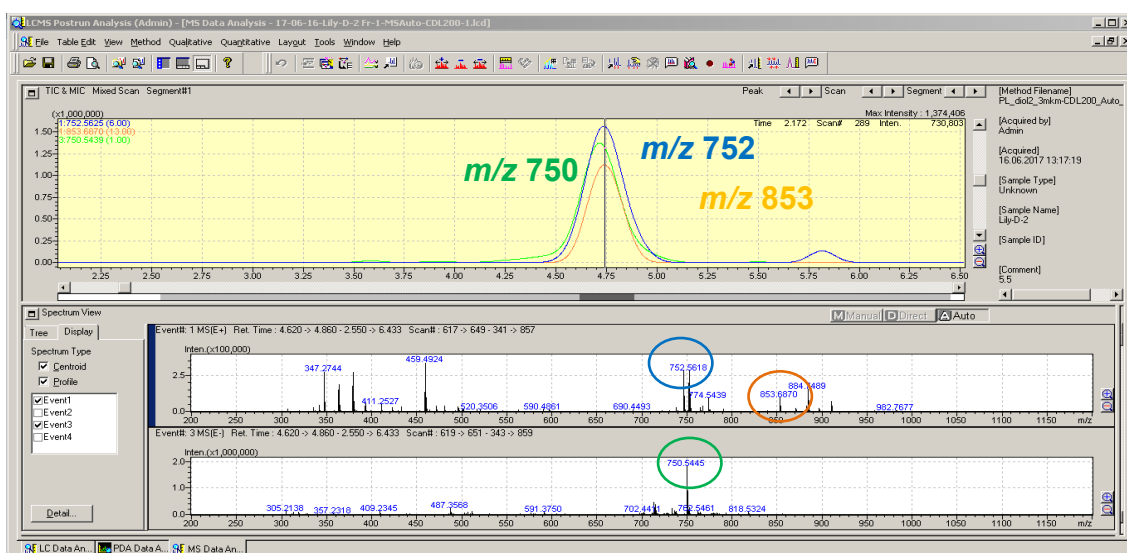 LCMS Postrun Analysis (Admin) - [MS Data Analysis - 17-06-16-Lily-D-2 Fr-1-MSAuto-CDL200-1.lcd]
File Table Edit View Method Qualitative Quantitative Layout Tools Window Help
TIC & MIC Mixed Scan Segment#1
Peak Scan Segment
(x1,000,000)
Max Intensity : 1,374,406
1:752.5625 (6.00)
Time 2.172 Scan# 289 Inten. 730,803
1:853.6870 (13.00)
3:750.5439 (1.00)
1.50
1.25
1.00
0.75
0.50
0.25
0.00
m/z 750
m/z 752
m/z 853
2.25 2.50 2.75 3.00 3.25 3.50 3.75 4.00 4.25 4.50 4.75 5.00 5.25 5.50 5.75 6.00 6.25 6.50
[Method Filename]
PL_diol2_3mkm-CDL200_Auto_
[Acquired by]
Admin
[Acquired]
16.06.2017 13:17:19
[Sample Type]
Unknown
[Sample Name]
Lily-D-2
[Sample ID]
[Comment]
5.5
Spectrum View
M Manual D Direct A Auto
Tree Display
Spectrum Type
Centroid
Profile
Event1
Event2
Event3
Event4
Detail...
Event#: 1 MS(E+) Ret. Time : 4.620 -> 4.860 - 2.550 -> 6.433 Scan# : 617 -> 649 - 341 -> 857
Inten.(x100,000)
2.5
0.0
347.2744
411.2527
459.4924
520.3506
590.4861
690.4493
752.5618
774.5439
853.6870
982.7677
200 250 300 350 400 450 500 550 600 650 700 750 800 850 900 950 1000 1050 1100 1150 m/z
Event#: 3 MS(E-) Ret. Time : 4.620 -> 4.860 - 2.550 -> 6.433 Scan# : 619 -> 651 - 343 -> 859
Inten.(x1,000,000)
2.0
1.0
0.0
305.2138
357.2318
409.2345
487.3568
591.3750
750.5445
818.5324
200 250 300 350 400 450 500 550 600 650 700 750 800 850 900 950 1000 1050 1100 1150 m/z
LC Data An... PDA Data A... MS Data An...